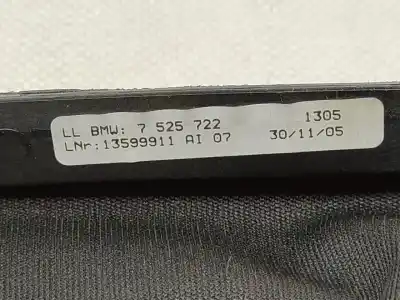 LL BMW: 7 525 722 1305
LNr:13599911 AI 07 30/11/05